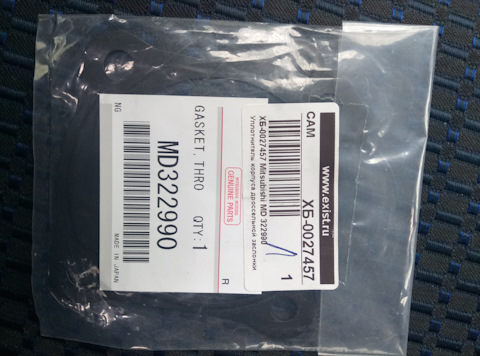 NG
GASKET, THRO QTY: 1
MD322990
MADE IN JAPAN
GENUINE PARTS
R
ХБ-0027457 Mitsubishi MD 322990
Уплотнитель корпуса дроссельной заслонки
1
САМ
ХБ-0027457
www.exist.ru